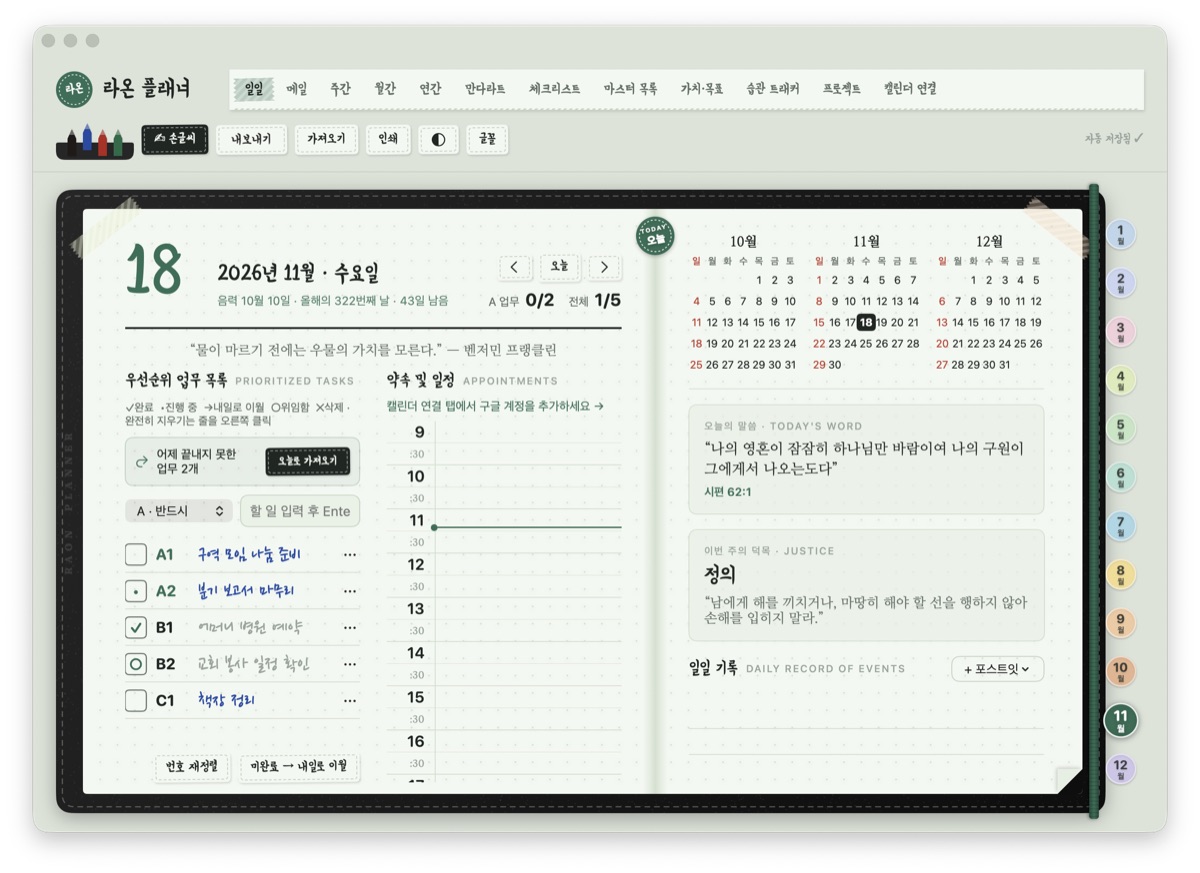 라온 라온 플래너
일일 메일 주간 월간 연간 만다라트 체크리스트 마스터 목록 가치·목표 습관 트래커 프로젝트 캘린더 연결
✍ 손글씨 내보내기 가져오기 인쇄 글꼴
자동 저장됨 ✓
RAON PLANNER
18
2026년 11월 · 수요일
음력 10월 10일 · 올해의 322번째 날 · 43일 남음
< 오늘 >
A 업무 0/2 전체 1/5
“물이 마르기 전에는 우물의 가치를 모른다.” — 벤저민 프랭클린
우선순위 업무 목록 PRIORITIZED TASKS
✓완료 •진행 중 →내일로 이월 ○위임함 ✕삭제 ·
완전히 지우기는 줄을 오른쪽 클릭
어제 끝내지 못한
업무 2개
오늘로 가져오기
A · 반드시
할 일 입력 후 Ente
A1 구역 모임 나눔 준비 ···
A2 분기 보고서 마무리 ···
B1 어머니 병원 예약 ···
B2 교회 봉사 일정 확인 ···
C1 책장 정리 ···
번호 재정렬 미완료 → 내일로 이월
약속 및 일정 APPOINTMENTS
캘린더 연결 탭에서 구글 계정을 추가하세요 →
9
:30
10
:30
11
:30
12
:30
13
:30
14
:30
15
:30
16
:30
TODAY
오늘
10월
일 월 화 수 목 금 토
1 2 3
4 5 6 7 8 9 10
11 12 13 14 15 16 17
18 19 20 21 22 23 24
25 26 27 28 29 30 31
11월
일 월 화 수 목 금 토
1 2 3 4 5 6 7
8 9 10 11 12 13 14
15 16 17 18 19 20 21
22 23 24 25 26 27 28
29 30
12월
일 월 화 수 목 금 토
1 2 3 4 5
6 7 8 9 10 11 12
13 14 15 16 17 18 19
20 21 22 23 24 25 26
27 28 29 30 31
오늘의 말씀 · TODAY'S WORD
“나의 영혼이 잠잠히 하나님만 바람이여 나의 구원이
그에게서 나오는도다”
시편 62:1
이번 주의 덕목 · JUSTICE
정의
“남에게 해를 끼치거나, 마땅히 해야 할 선을 행하지 않아
손해를 입히지 말라.”
일일 기록 DAILY RECORD OF EVENTS
+ 포스트잇
1월
2월
3월
4월
5월
6월
7월
8월
9월
10월
11월
12월